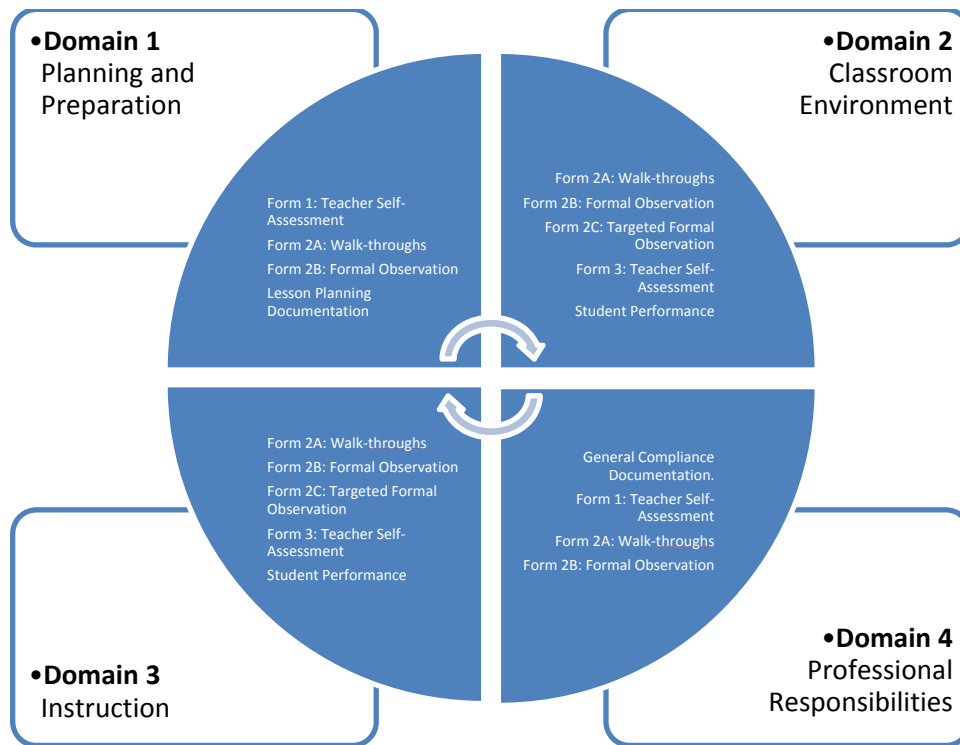 •Domain 1
Planning and
Preparation
•Domain 2
Classroom
Environment
Form 1: Teacher Self-
Assessment
Form 2A: Walk-throughs
Form 2B: Formal Observation
Lesson Planning
Documentation
Form 2A: Walk-throughs
Form 2B: Formal Observation
Form 2C: Targeted Formal
Observation
Form 3: Teacher Self-
Assessment
Student Performance
Form 2A: Walk-throughs
Form 2B: Formal Observation
Form 2C: Targeted Formal
Observation
Form 3: Teacher Self-
Assessment
Student Performance
General Compliance
Documentation.
Form 1: Teacher Self-
Assessment
Form 2A: Walk-throughs
Form 2B: Formal Observation
•Domain 3
Instruction
•Domain 4
Professional
Responsibilities